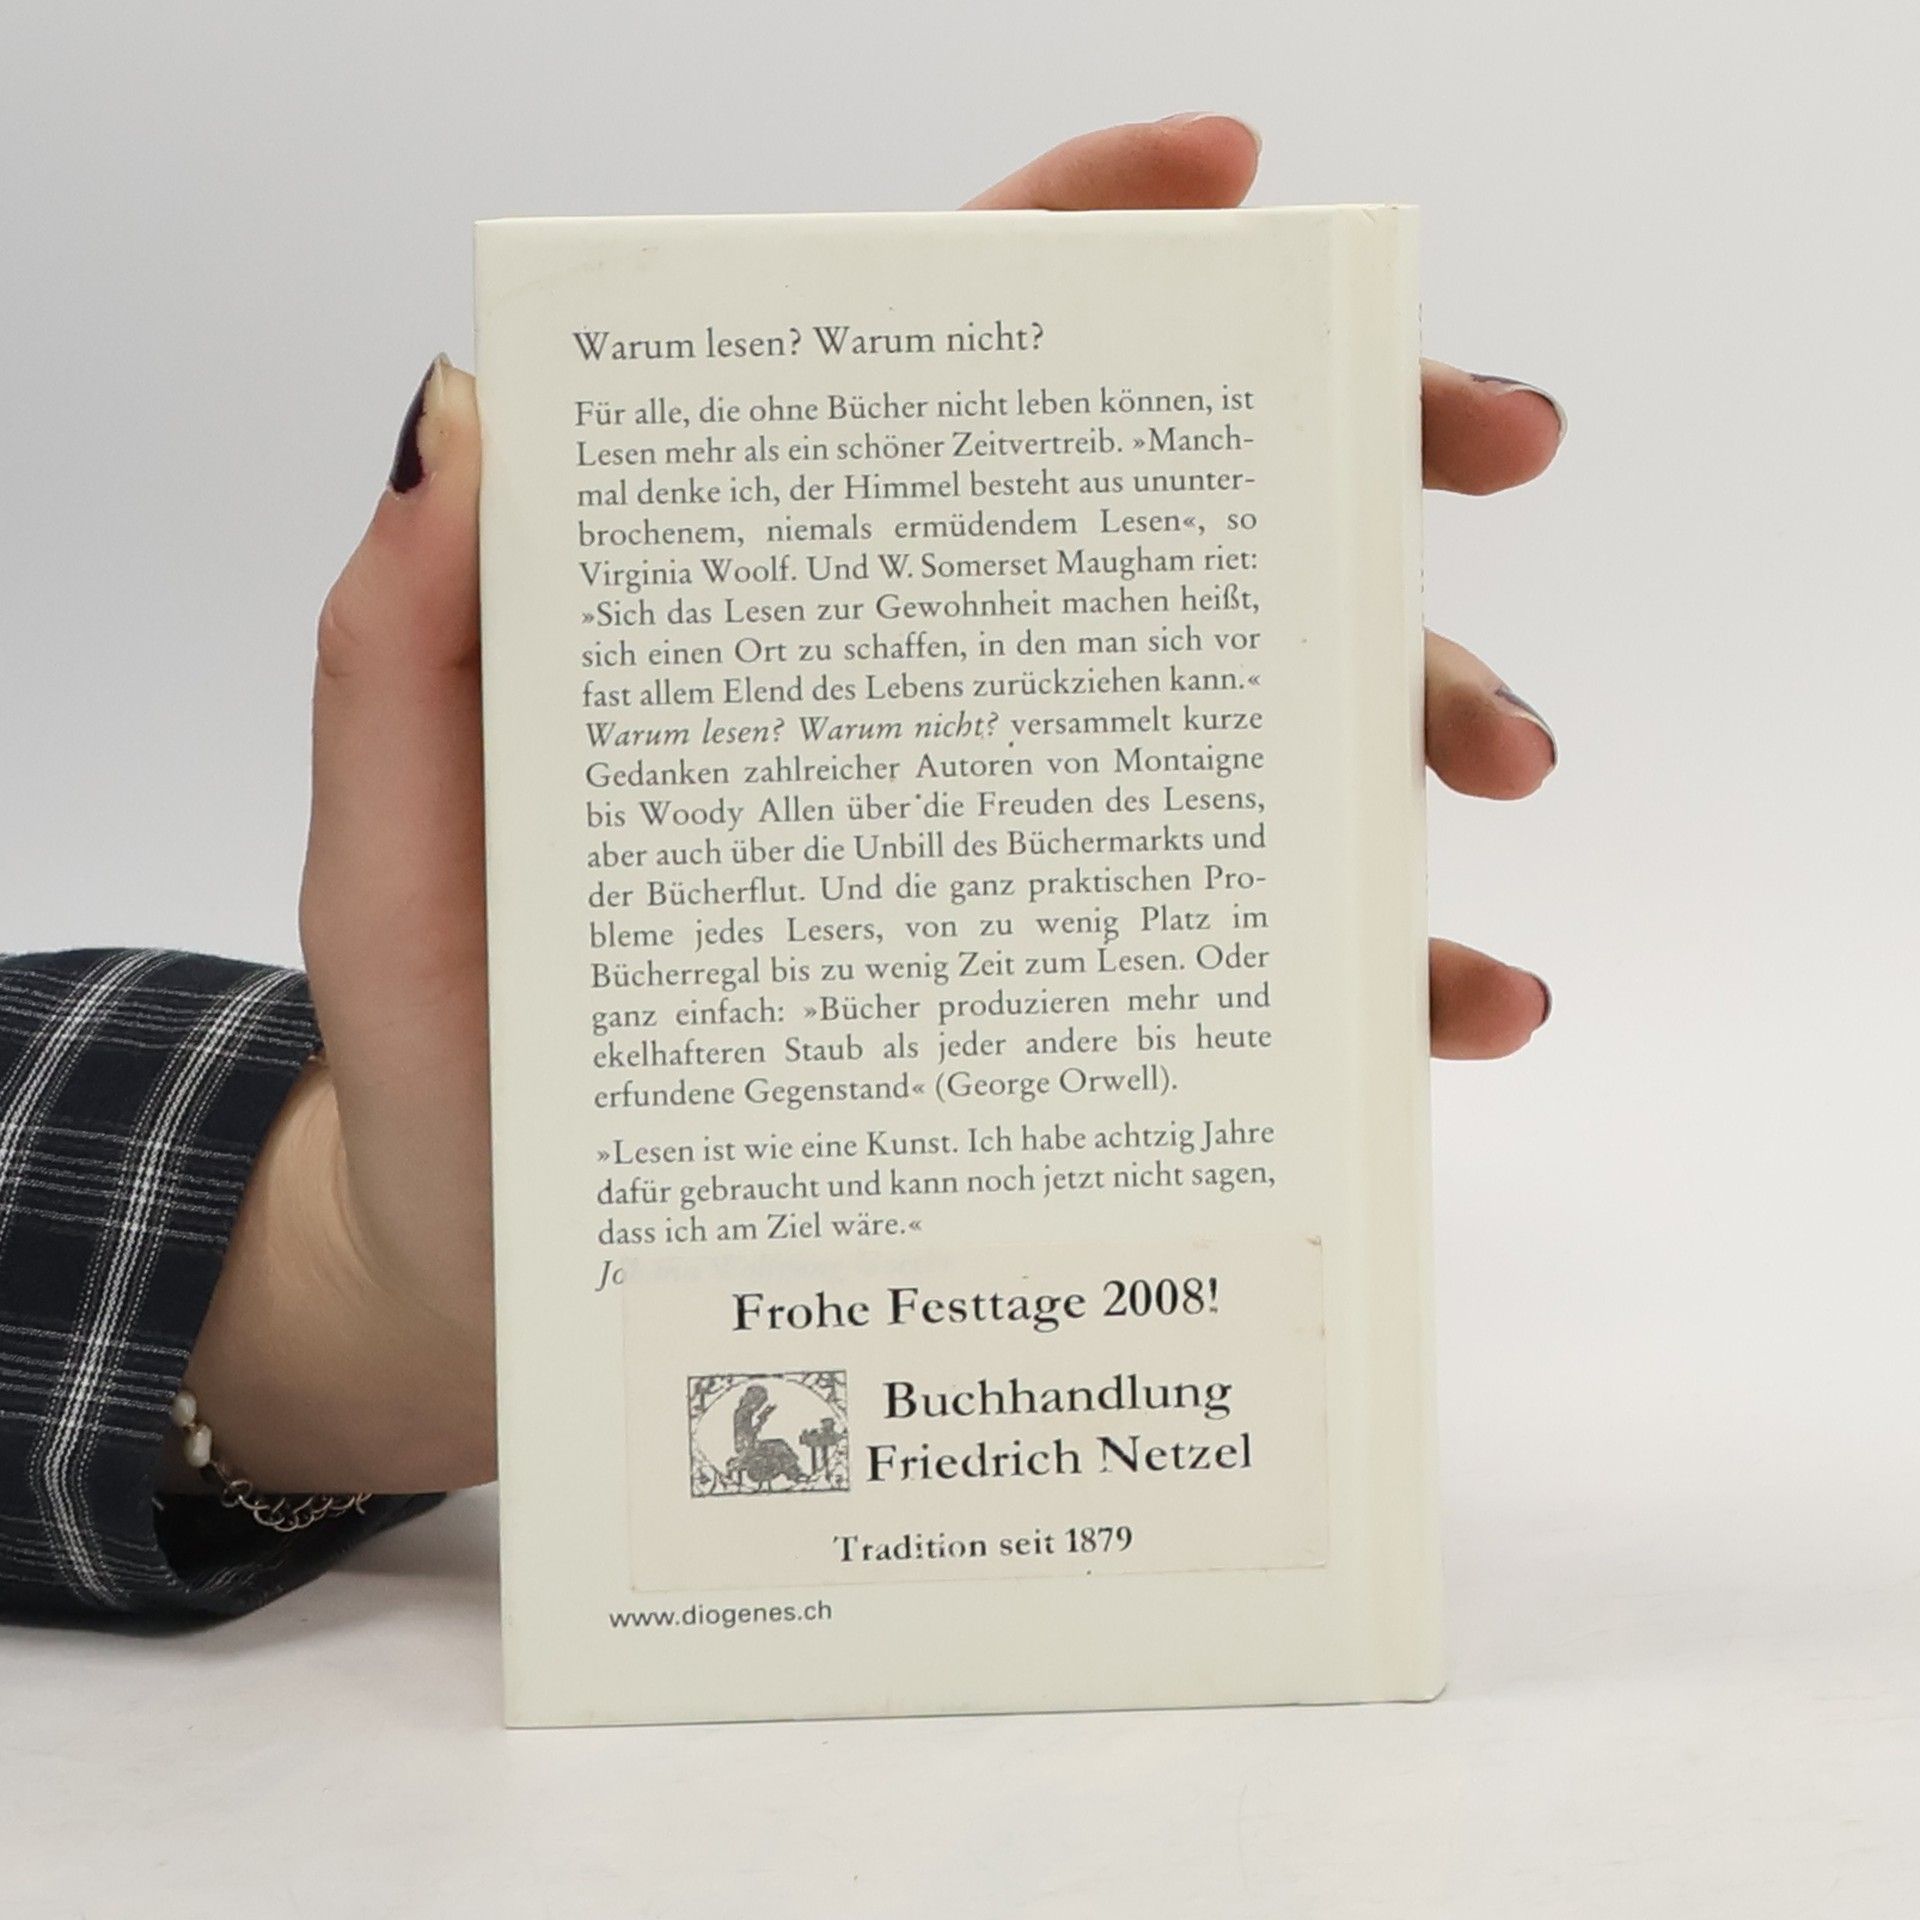 Warum lesen? Warum nicht?
Für alle, die ohne Bücher nicht leben können, ist
Lesen mehr als ein schöner Zeitvertreib. »Manch-
mal denke ich, der Himmel besteht aus ununter-
brochenem, niemals ermüdendem Lesen«, so
Virginia Woolf. Und W. Somerset Maugham riet:
»Sich das Lesen zur Gewohnheit machen heißt,
sich einen Ort zu schaffen, in den man sich vor
fast allem Elend des Lebens zurückziehen kann.«
Warum lesen? Warum nicht? versammelt kurze
Gedanken zahlreicher Autoren von Montaigne
bis Woody Allen über die Freuden des Lesens,
aber auch über die Unbill des Büchermarkts und
der Bücherflut. Und die ganz praktischen Pro-
bleme jedes Lesers, von zu wenig Platz im
Bücherregal bis zu wenig Zeit zum Lesen. Oder
ganz einfach: »Bücher produzieren mehr und
ekelhafteren Staub als jeder andere bis heute
erfundene Gegenstand« (George Orwell).
»Lesen ist wie eine Kunst. Ich habe achtzig Jahre
dafür gebraucht und kann noch jetzt nicht sagen,
dass ich am Ziel wäre.«
Frohe Festtage 2008!
Buchhandlung
Friedrich Netzel
Tradition seit 1879
www.diogenes.ch